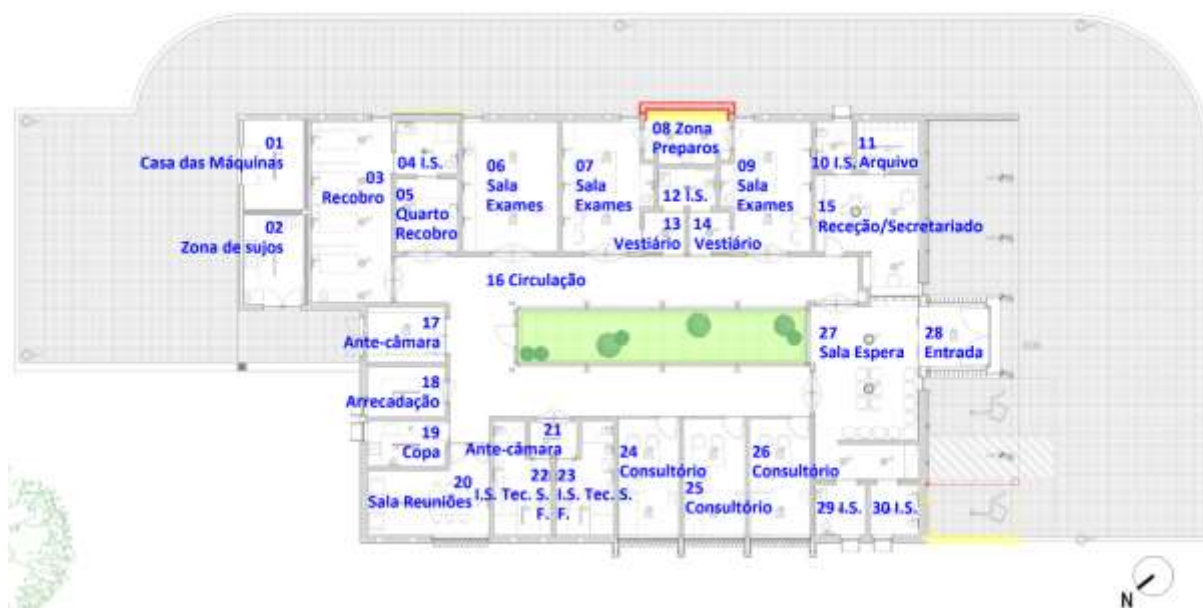 01
Casa das Máquinas
02
Zona de sujos
03
Recobro
04 I.S.
05
Quarto
Recobro
06
Sala
Exames
07
Sala
Exames
08 Zona
Preparos
09
Sala
Exames
10 I.S.
11
Arquivo
12 I.S.
13
Vestiário
14
Vestiário
15
Receção/Secretariado
16 Circulação
17
Ante-câmara
18
Arrecadação
19
Copa
20
Sala Reuniões
21
Ante-câmara
22
I.S. Tec. S.
F.
23
I.S. Tec. S.
F.
24
Consultório
25
Consultório
26
Consultório
27
Sala Espera
28
Entrada
29 I.S.
30 I.S.
N